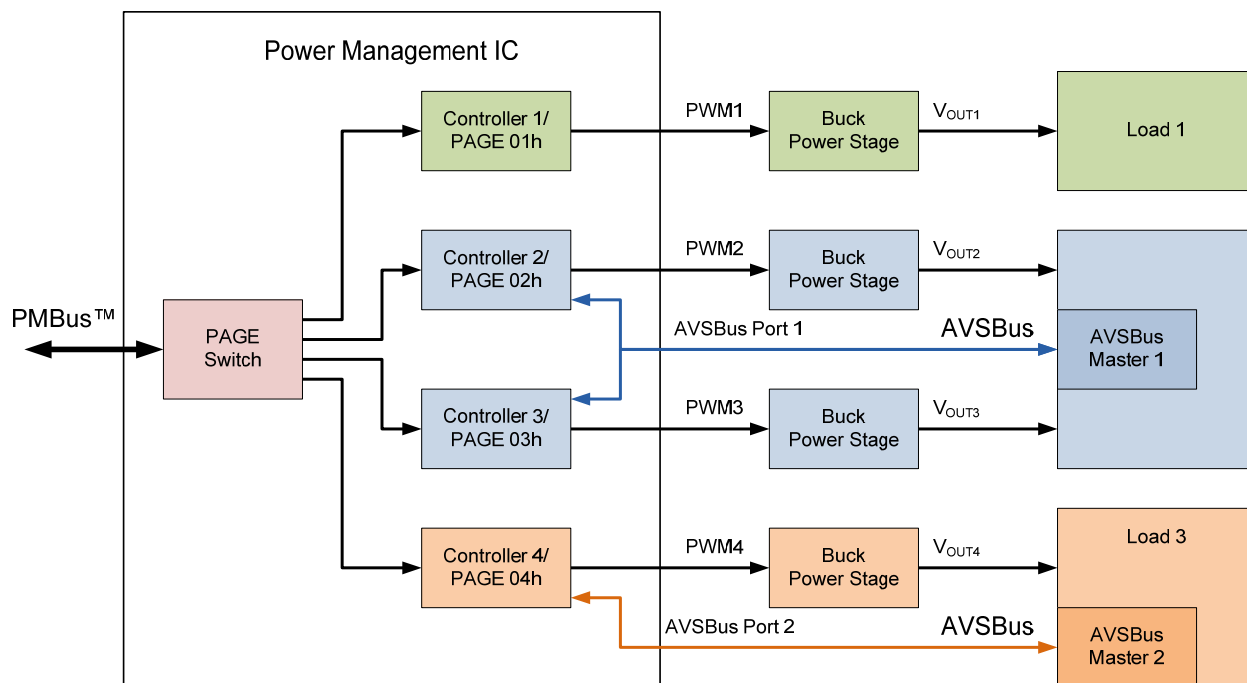 Power Management IC
Controller 1/
PAGE 01h
PWM1
Buck
Power Stage
VOUT1
Load 1
Controller 2/
PAGE 02h
PWM2
Buck
Power Stage
VOUT2
PMBus™
PAGE
Switch
AVSBus Port 1
AVSBus
AVSBus
Master 1
Controller 3/
PAGE 03h
PWM3
Buck
Power Stage
VOUT3
Controller 4/
PAGE 04h
PWM4
Buck
Power Stage
VOUT4
Load 3
AVSBus Port 2
AVSBus
AVSBus
Master 2